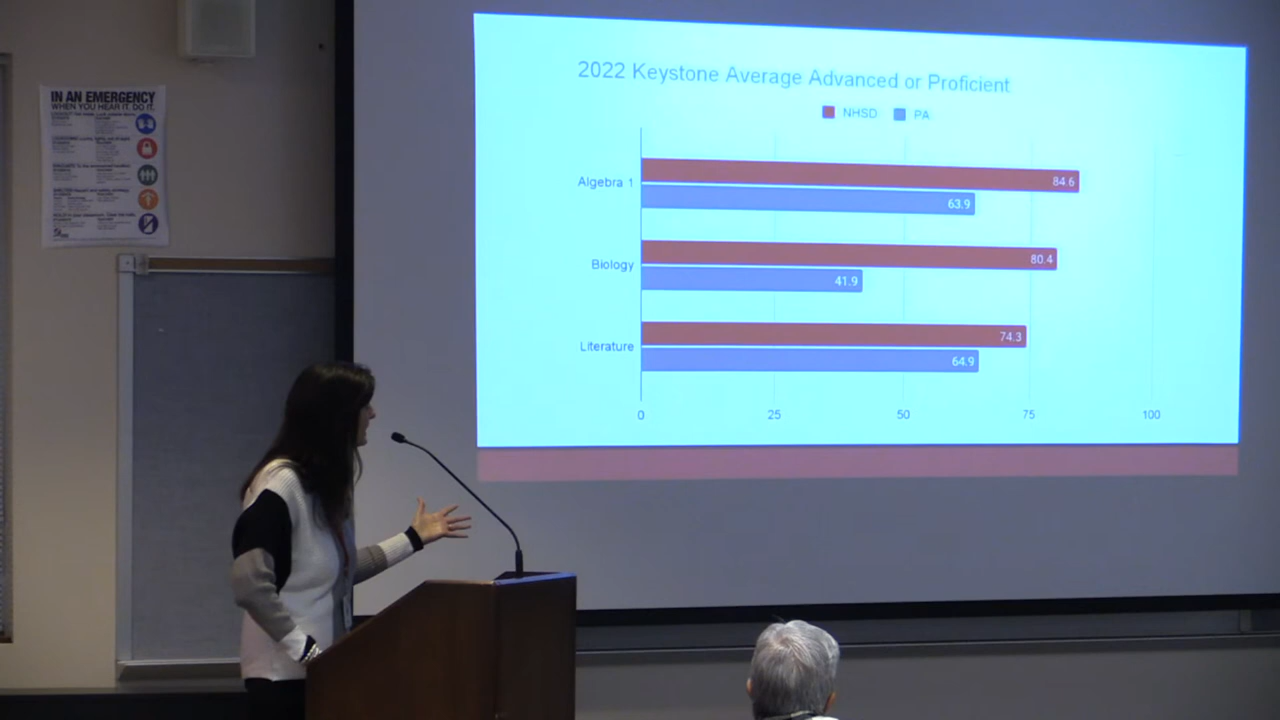 IN AN EMERGENCY
WHEN YOU HEAR IT. DO IT.
2022 Keystone Average Advanced or Proficient
NHSD PA
Algebra 1
84.6
63.9
Biology
80.4
41.9
Literature
74.3
64.9
0 25 50 75 100